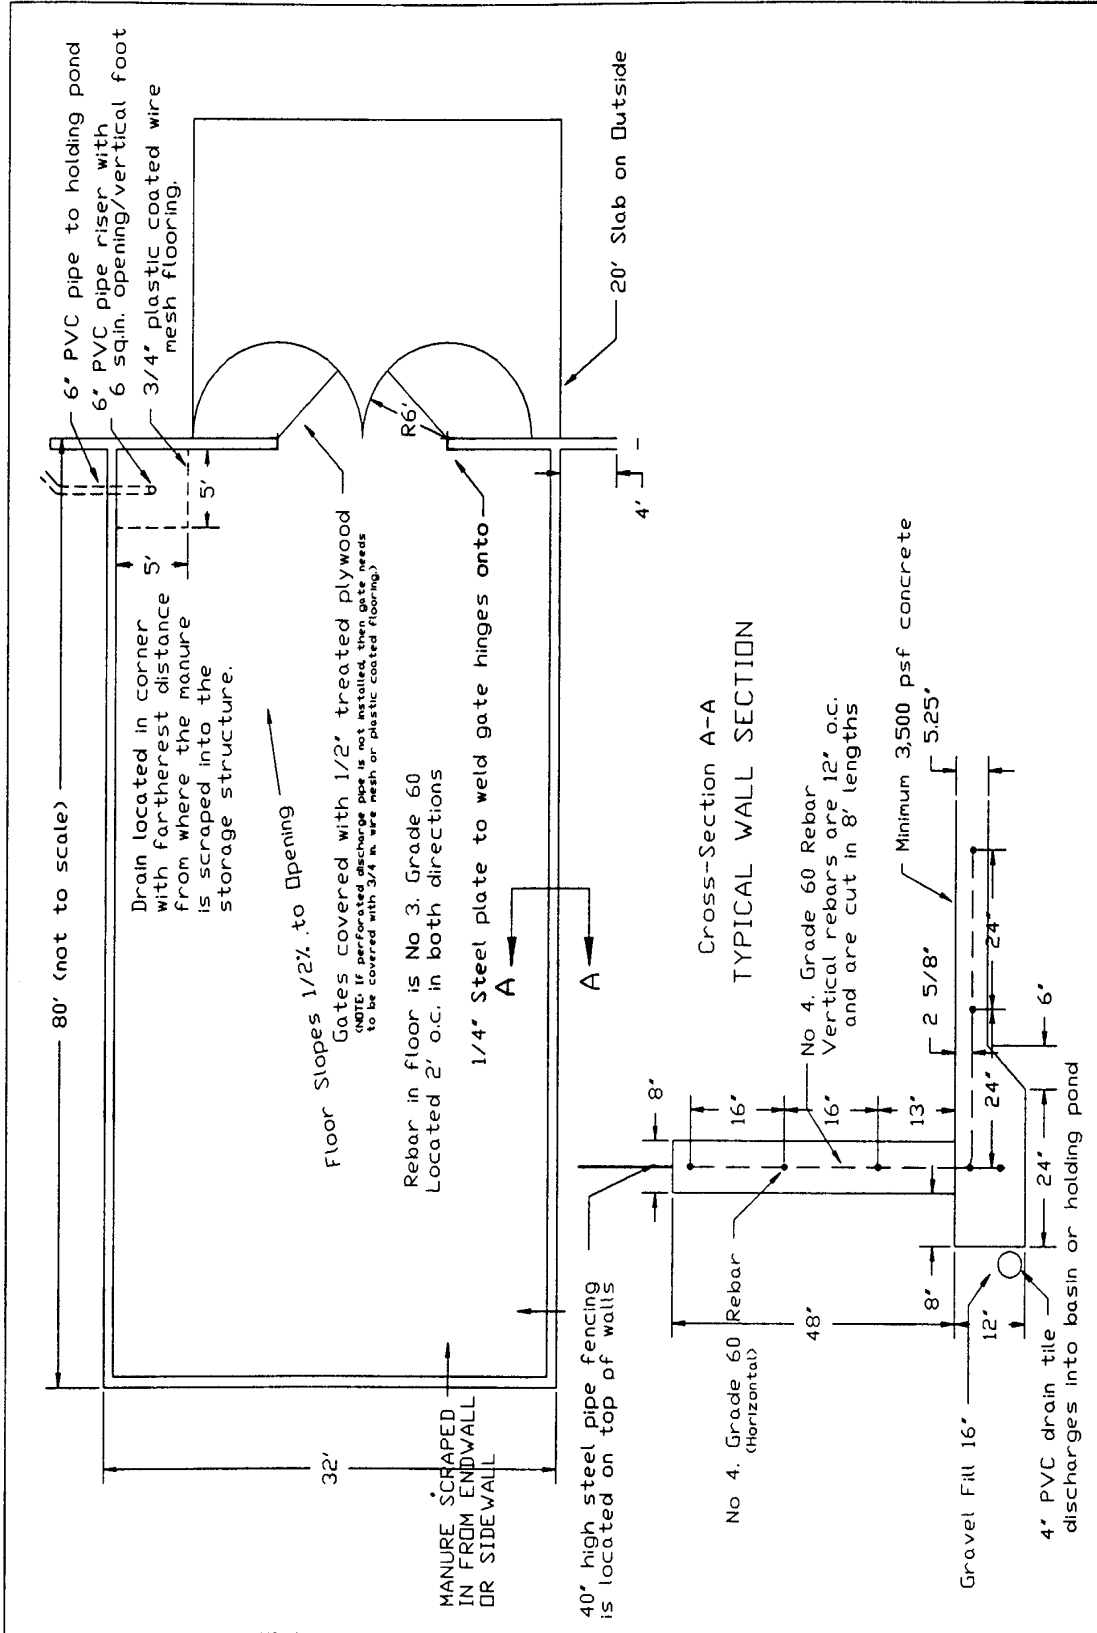 80' (not to scale)
6" PVC pipe to holding pond
6" PVC pipe riser with
6 sq.in. opening/vertical foot
3/4" plastic coated wire
mesh flooring.
5'
5'
Drain located in corner
with fartherest distance
from where the manure
is scraped into the
storage structure.
Floor Slopes 1/2% to Opening
Gates covered with 1/2" treated plywood
(NOTE: If perforated discharge pipe is not installed, then gate needs
to be covered with 3/4 in. wire mesh or plastic coated flooring.)
Rebar in floor is No 3. Grade 60
Located 2' o.c. in both directions
R6'
1/4" Steel plate to weld gate hinges onto
A
A
32'
4'
20' Slab on Outside
MANURE SCRAPED
IN FROM ENDWALL
OR SIDEWALL
40" high steel pipe fencing
is located on top of walls
Cross-Section A-A
TYPICAL WALL SECTION
8"
16"
16"
13"
No 4. Grade 60 Rebar
Vertical rebars are 12" o.c.
and are cut in 8' lengths
Minimum 3,500 psf concrete
5.25"
2 5/8"
24"
24"
6"
No 4. Grade 60 Rebar
(Horizontal)
48"
8"
12"
24"
Gravel Fill 16"
4" PVC drain tile
discharges into basin or holding pond